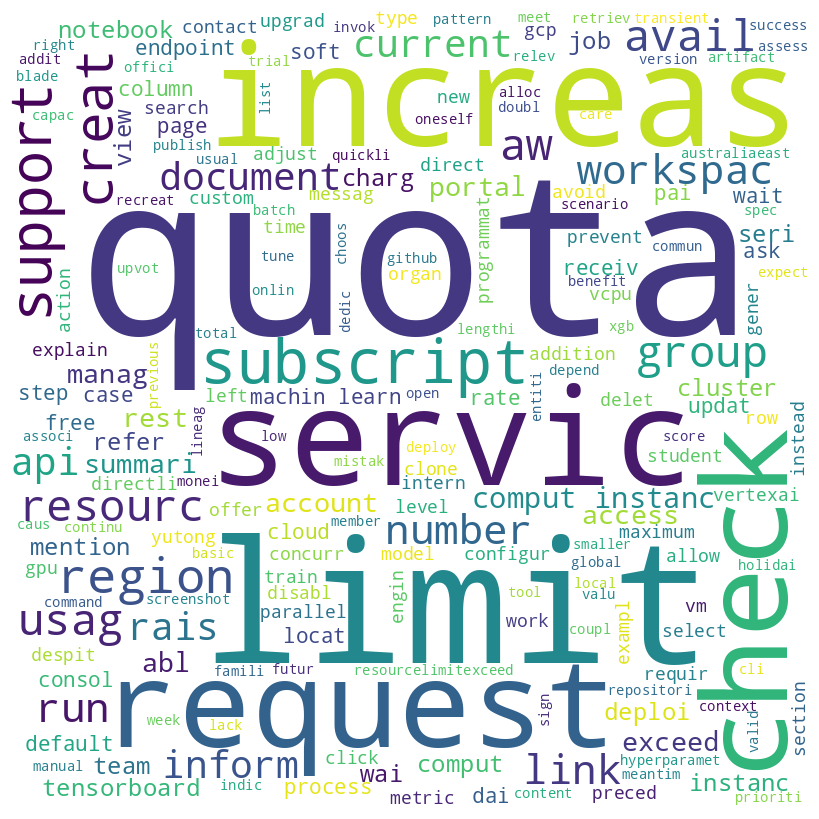 notebook contact upgrad type pattern meet retriev transient
right invok gcp job avail success
addit endpoint soft current relev version assess
blade offici trial artifact
capac column list new alloc
support creat view search increas doubl care
page oneself
publish adjust quickli direct aw workspac australiaeast
usual document charg portal avoid pai wait spec
recreat custom messag scenario
batch time programmat prevent seri
action upvot tune choos github organ receiv commun ask
onlin dedic benefit vcpu expect
quota gener
total lengthi xgb
explain previous subscript addition group
manag depend
step case left machin learn open rate entiti delet cluster
free rest updat row
associ refer lineag low servic score student instead
api summari deploy
directli monei mistak clone intern check
resourc offer account level comput instanc vertexai
caus continu yutong member number access maximum
mention basic cloud smaller holidai
gpu region concurr model configur global allow
command screenshot train disabl limit engin tool local valu
usag rais parallel work vm
locat coupl exampl select
despit abl famili futur resourcelimitexceed requir cli
consol repositori
run week lack request sign deploi context valid section
default exceed
manual team indic inform click wai comput link hyperparamet
meantim instanc
tensorboard process metric dai content preced prioriti